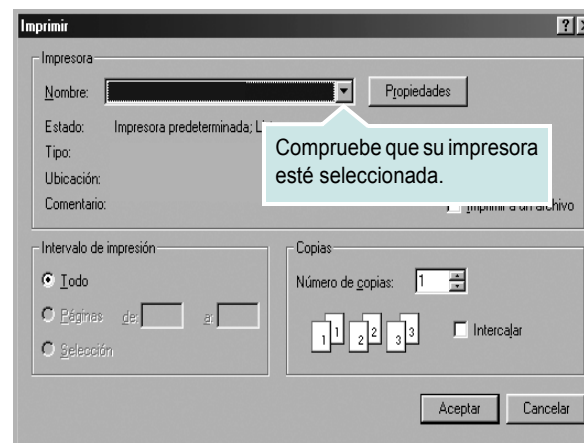 Imprimir
Impresora
Nombre:
Propiedades
Estado: Impresora predeterminada;
Tipo:
Ubicación:
Comentario:
Compruebe que su impresora
esté seleccionada.
Imprimir a un archivo
Intervalo de impresión
Todo
Páginas de: a:
Selección
Copias
Número de copias: 1
1 1 2 2 3 3
Intercalar
Aceptar Cancelar